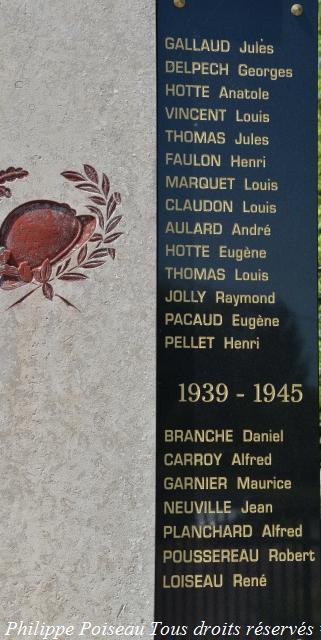 GALLAUD Jules
DELPECH Georges
HOTTE Anatole
VINCENT Louis
THOMAS Jules
FAULON Henri
MARQUET Louis
CLAUDON Louis
AULARD André
HOTTE Eugène
THOMAS Louis
JOLLY Raymond
PACAUD Eugène
PELLET Henri
1939 - 1945
BRANCHE Daniel
CARROY Alfred
GARNIER Maurice
NEUVILLE Jean
PLANCHARD Alfred
POUSSEREAU Robert
LOISEAU René
Philippe Poiseau Tous droits réservés